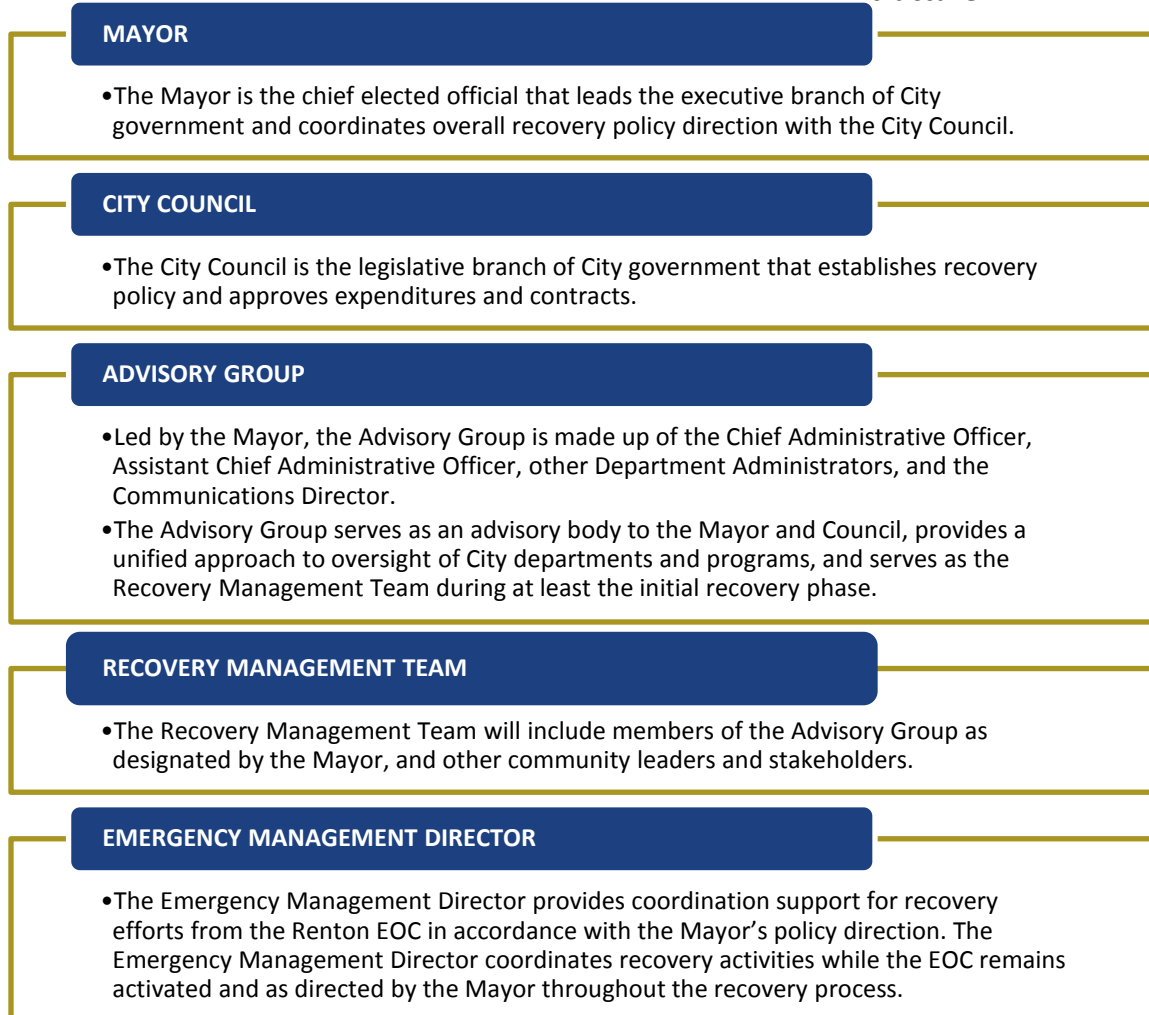 MAYOR
•The Mayor is the chief elected official that leads the executive branch of City
government and coordinates overall recovery policy direction with the City Council.
CITY COUNCIL
•The City Council is the legislative branch of City government that establishes recovery
policy and approves expenditures and contracts.
ADVISORY GROUP
•Led by the Mayor, the Advisory Group is made up of the Chief Administrative Officer,
Assistant Chief Administrative Officer, other Department Administrators, and the
Communications Director.
•The Advisory Group serves as an advisory body to the Mayor and Council, provides a
unified approach to oversight of City departments and programs, and serves as the
Recovery Management Team during at least the initial recovery phase.
RECOVERY MANAGEMENT TEAM
•The Recovery Management Team will include members of the Advisory Group as
designated by the Mayor, and other community leaders and stakeholders.
EMERGENCY MANAGEMENT DIRECTOR
•The Emergency Management Director provides coordination support for recovery
efforts from the Renton EOC in accordance with the Mayor’s policy direction. The
Emergency Management Director coordinates recovery activities while the EOC remains
activated and as directed by the Mayor throughout the recovery process.